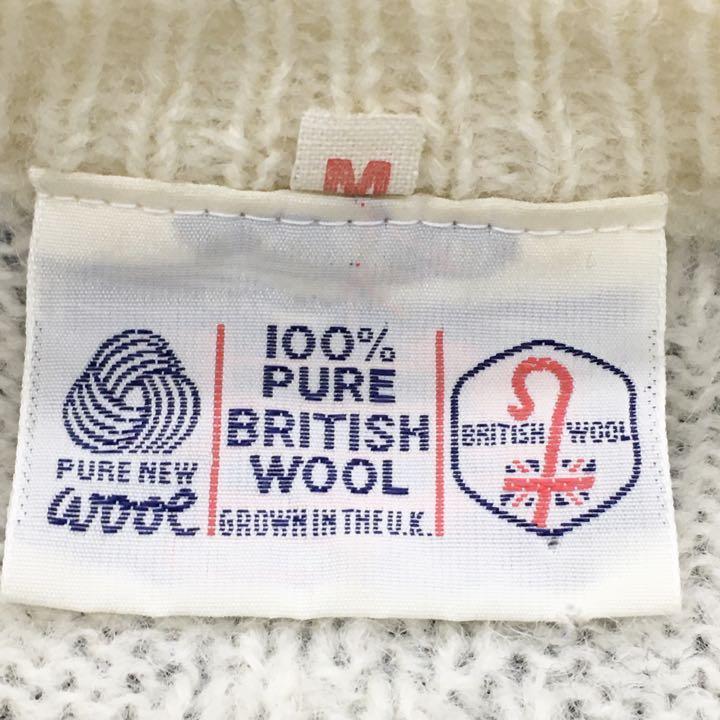 M
PURE NEW
wool
100%
PURE
BRITISH
WOOL
GROWN IN THE U.K.
BRITISH WOOL